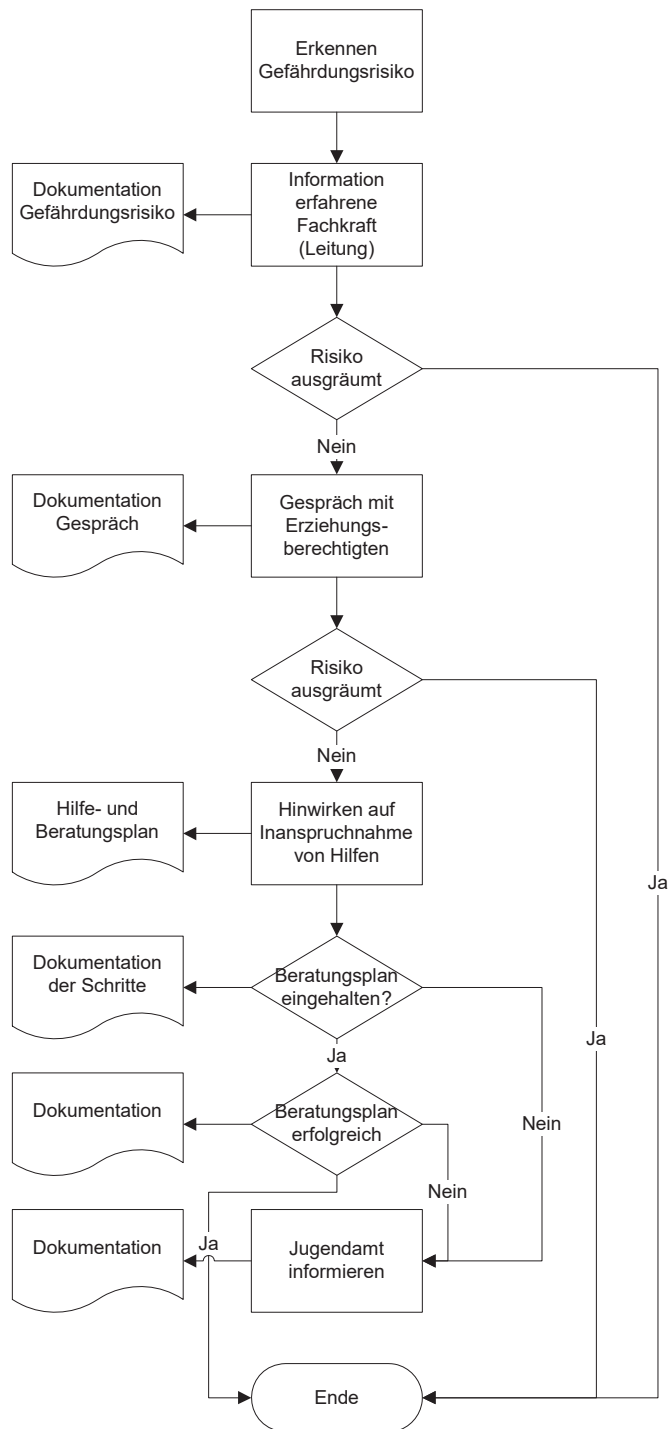 Erkennen
Gefährdungsrisiko
Dokumentation
Gefährdungsrisiko
Information
erfahrene
Fachkraft
(Leitung)
Risiko
ausgräumt
Nein
Dokumentation
Gespräch
Gespräch mit
Erziehungs-
berechtigten
Risiko
ausgräumt
Nein
Hilfe- und
Beratungsplan
Hinwirken auf
Inanspruchnahme
von Hilfen
Ja
Dokumentation
der Schritte
Beratungsplan
eingehalten?
Ja
Ja
Dokumentation
Beratungsplan
erfolgreich
Nein
Nein
Dokumentation
Ja
Jugendamt
informieren
Ende